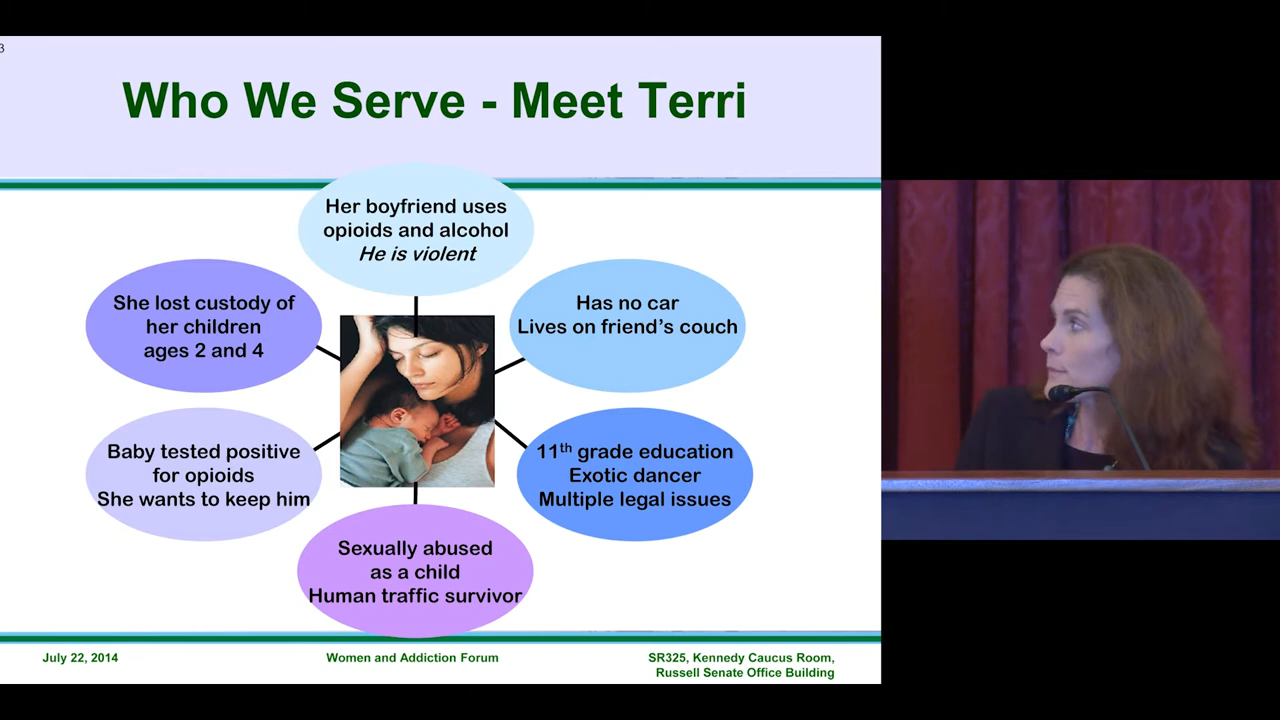 3
Who We Serve - Meet Terri
Her boyfriend uses
opioids and alcohol
He is violent
She lost custody of
her children
ages 2 and 4
Has no car
Lives on friend's couch
Baby tested positive
for opioids
She wants to keep him
11th grade education
Exotic dancer
Multiple legal issues
Sexually abused
as a child
Human traffic survivor
July 22, 2014
Women and Addiction Forum
SR325, Kennedy Caucus Room,
Russell Senate Office Building